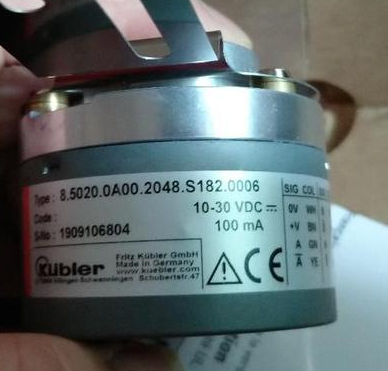 Type : 8.5020.0A00.2048.S182.0006
Code :
S-No : 1909106804
10-30 VDC ⎓
100 mA
Kübler
Fritz Kübler GmbH
Made in Germany
www.kuebler.com
Schubertstr.47
CE
SIG COL
0V WH
+V BN
A GN
A̅ YE